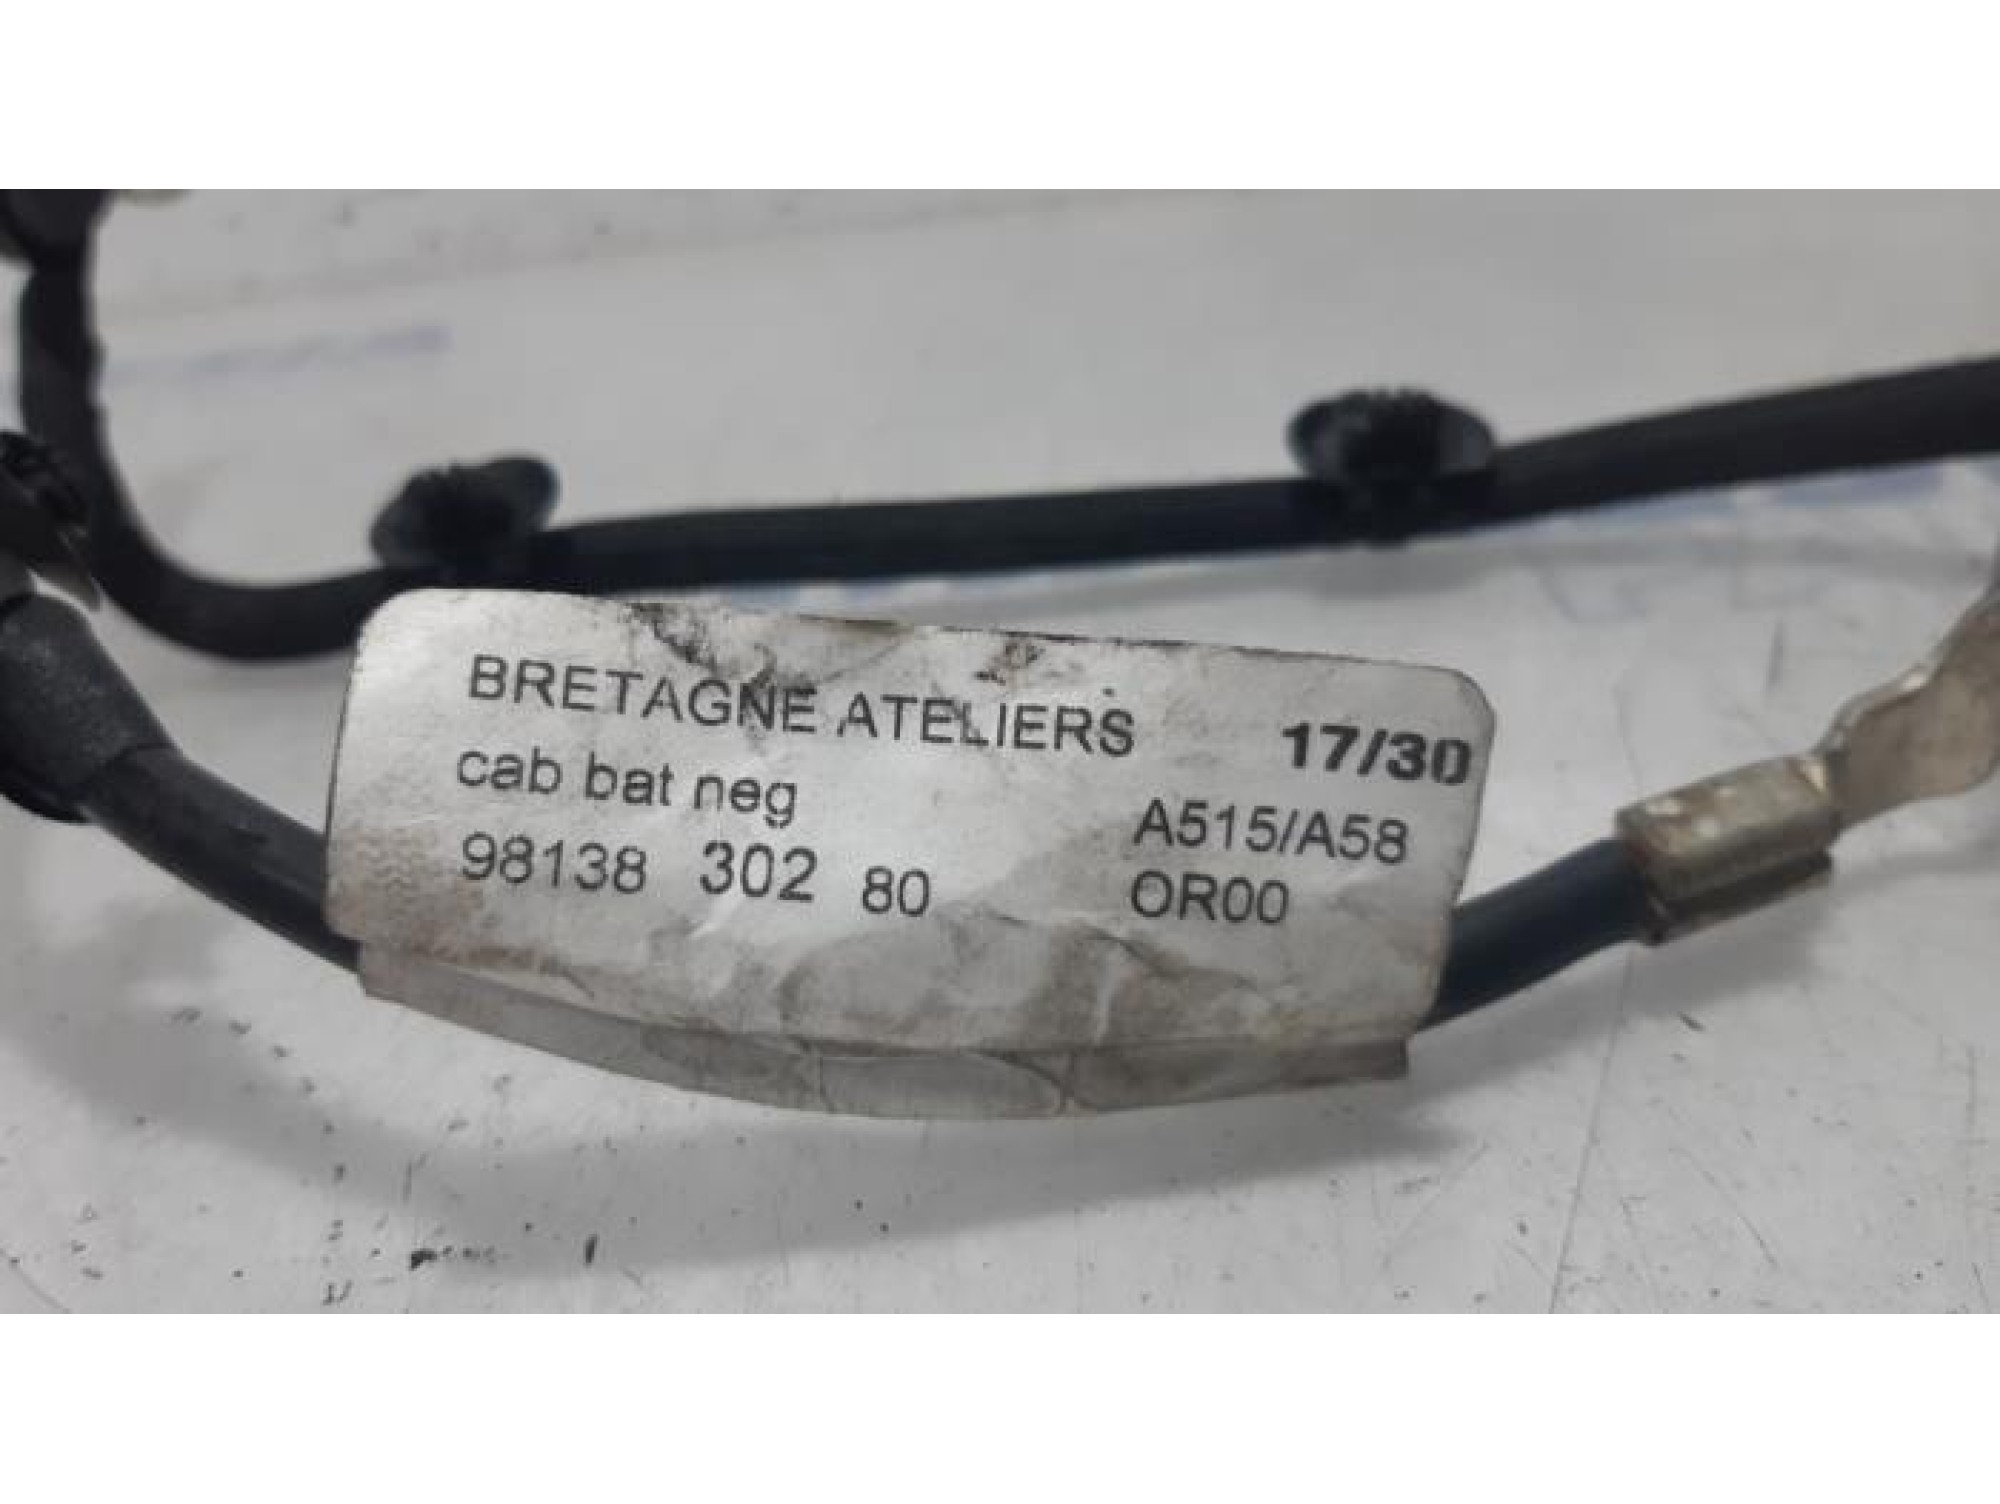 BRETAGNE ATELIERS 17/30
cab bat neg A515/A58
98138 302 80 OR00